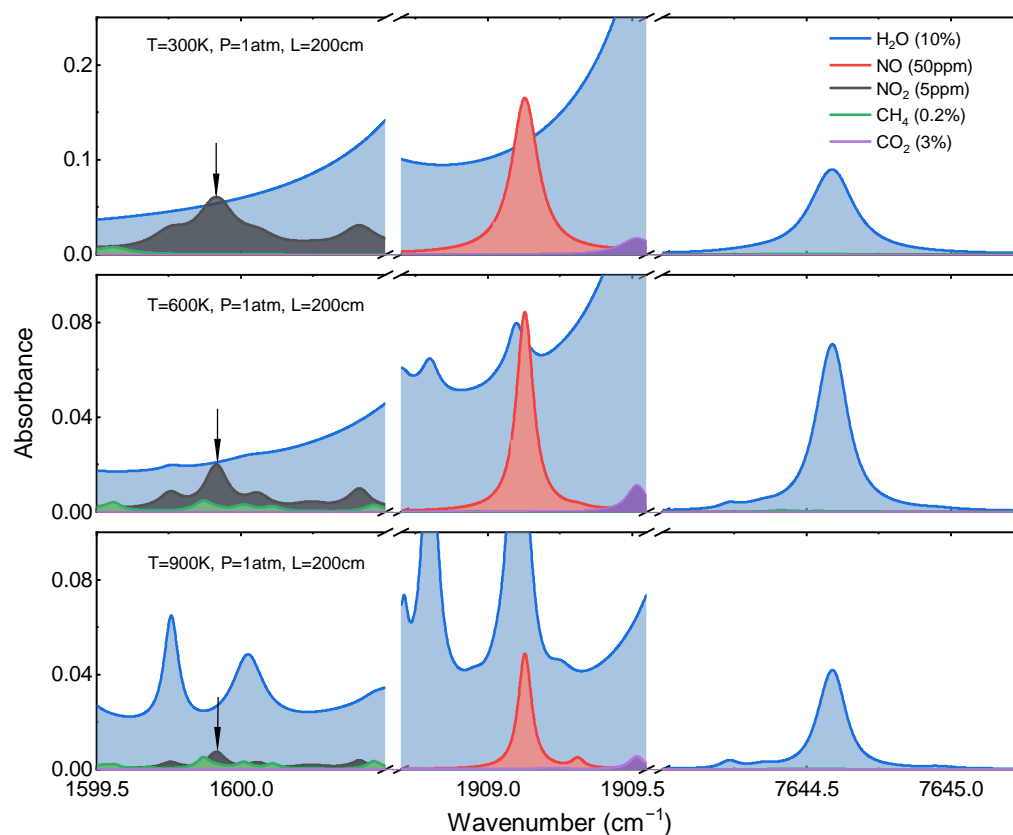 T=300K, P=1atm, L=200cm
H₂O (10%)
NO (50ppm)
NO₂ (5ppm)
CH₄ (0.2%)
CO₂ (3%)
0.2
0.1
0.0
T=600K, P=1atm, L=200cm
0.08
0.04
0.00
Absorbance
T=900K, P=1atm, L=200cm
0.08
0.04
0.00
1599.5
1600.0
1909.0
1909.5
7644.5
7645.0
Wavenumber (cm⁻¹)